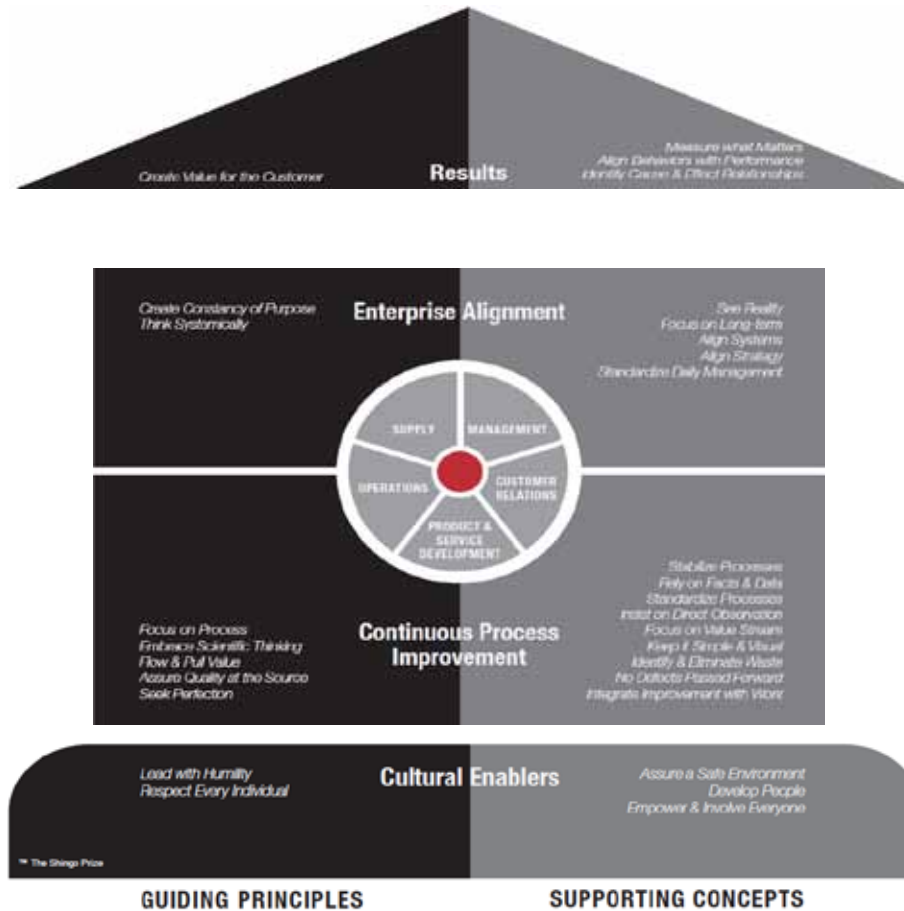 Create Value for the Customer
Results
Measure what Matters
Align Behaviors with Performance
Identify Cause & Effect Relationships
Create Constancy of Purpose
Think Systemically
Enterprise Alignment
See Reality
Focus on Long-term
Align Systems
Align Strategy
Standardize Daily Management
SUPPLY
MANAGEMENT
OPERATIONS
CUSTOMER
RELATIONS
PRODUCT &
SERVICE
DEVELOPMENT
Focus on Process
Embrace Scientific Thinking
Flow & Pull Value
Assure Quality at the Source
Seek Perfection
Continuous Process
Improvement
Stabilize Processes
Rely on Facts & Data
Standardize Processes
Insist on Direct Observation
Focus on Value Stream
Keep it Simple & Visual
Identify & Eliminate Waste
No Defects Passed Forward
Integrate Improvement with Work
Lead with Humility
Respect Every Individual
Cultural Enablers
Assure a Safe Environment
Develop People
Empower & Involve Everyone
™ The Shingo Prize
GUIDING PRINCIPLES
SUPPORTING CONCEPTS